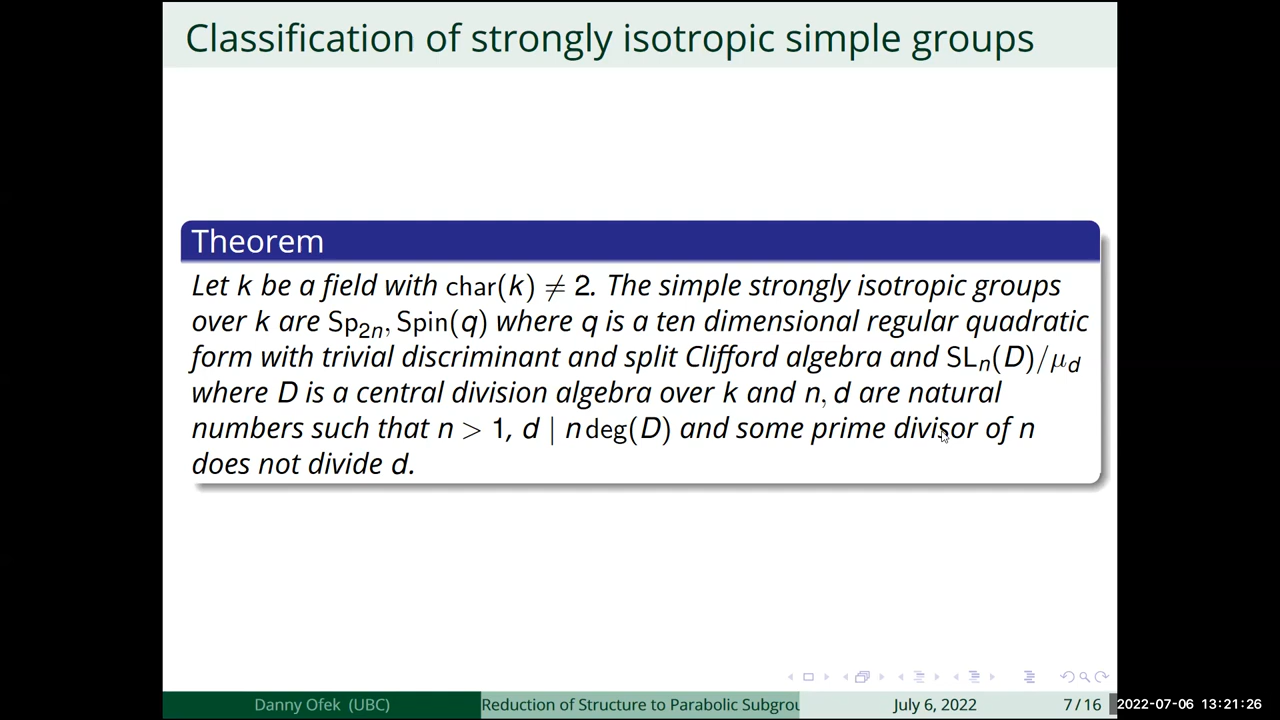 Classification of strongly isotropic simple groups
Theorem
Let k be a field with char(k) ≠ 2. The simple strongly isotropic groups
over k are Sp₂ₙ, Spin(q) where q is a ten dimensional regular quadratic
form with trivial discriminant and split Clifford algebra and SLₙ(D)/μ_d
where D is a central division algebra over k and n, d are natural
numbers such that n > 1, d | n deg(D) and some prime divisor of n
does not divide d.
Danny Ofek (UBC) Reduction of Structure to Parabolic Subgrou July 6, 2022 7 / 16 2022-07-06 13:21:26